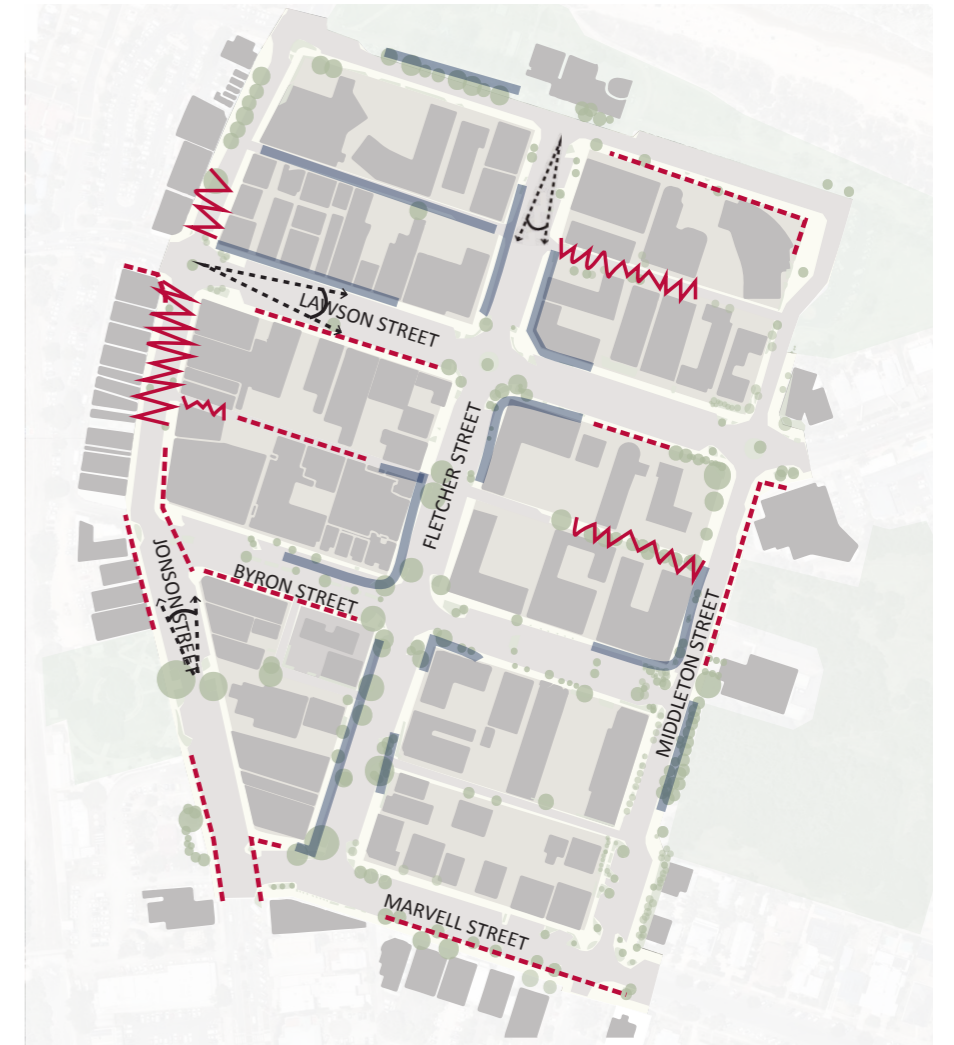 LAWSON STREET
FLETCHER STREET
JONSON STREET
BYRON STREET
MIDDLETON STREET
MARVELL STREET